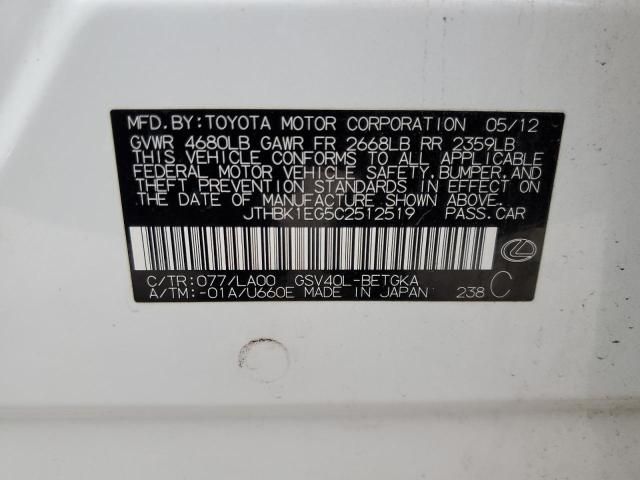 MFD.BY:TOYOTA MOTOR CORPORATION 05/12
GVWR 4680LB GAWR FR 2668LB RR 2359LB
THIS VEHICLE CONFORMS TO ALL APPLICABLE
FEDERAL MOTOR VEHICLE SAFETY,BUMPER,AND
THEFT PREVENTION STANDARDS IN EFFECT ON
THE DATE OF MANUFACTURE SHOWN ABOVE.
JTHBK1EG5C2512519 PASS.CAR
C/TR:077/LA00 GSV40L-BETGKA
A/TM:-01A/U660E MADE IN JAPAN 238 C